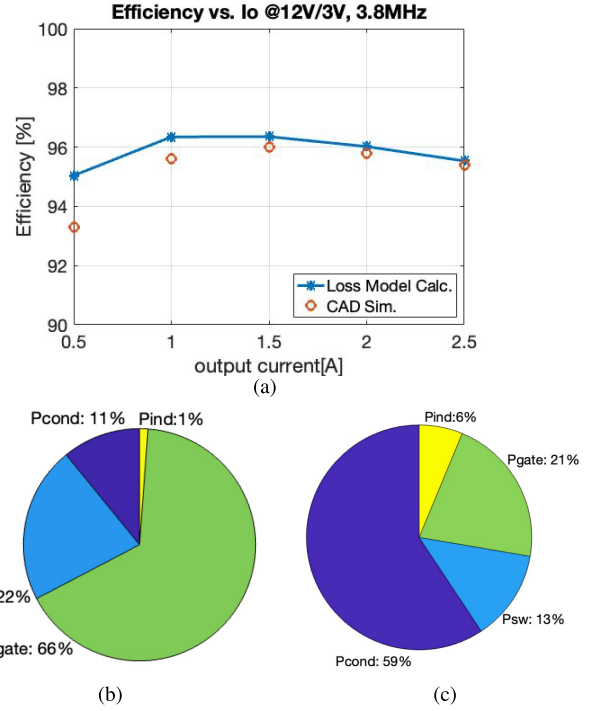 Efficiency vs. Io @12V/3V, 3.8MHz
100
98
96
94
92
90
Efficiency [%]
Loss Model Calc.
CAD Sim.
0.5 1 1.5 2 2.5
output current[A]
(a)
Pcond: 11% Pind:1%
22%
gate: 66%
(b)
Pind:6%
Pgate: 21%
Psw: 13%
Pcond: 59%
(c)